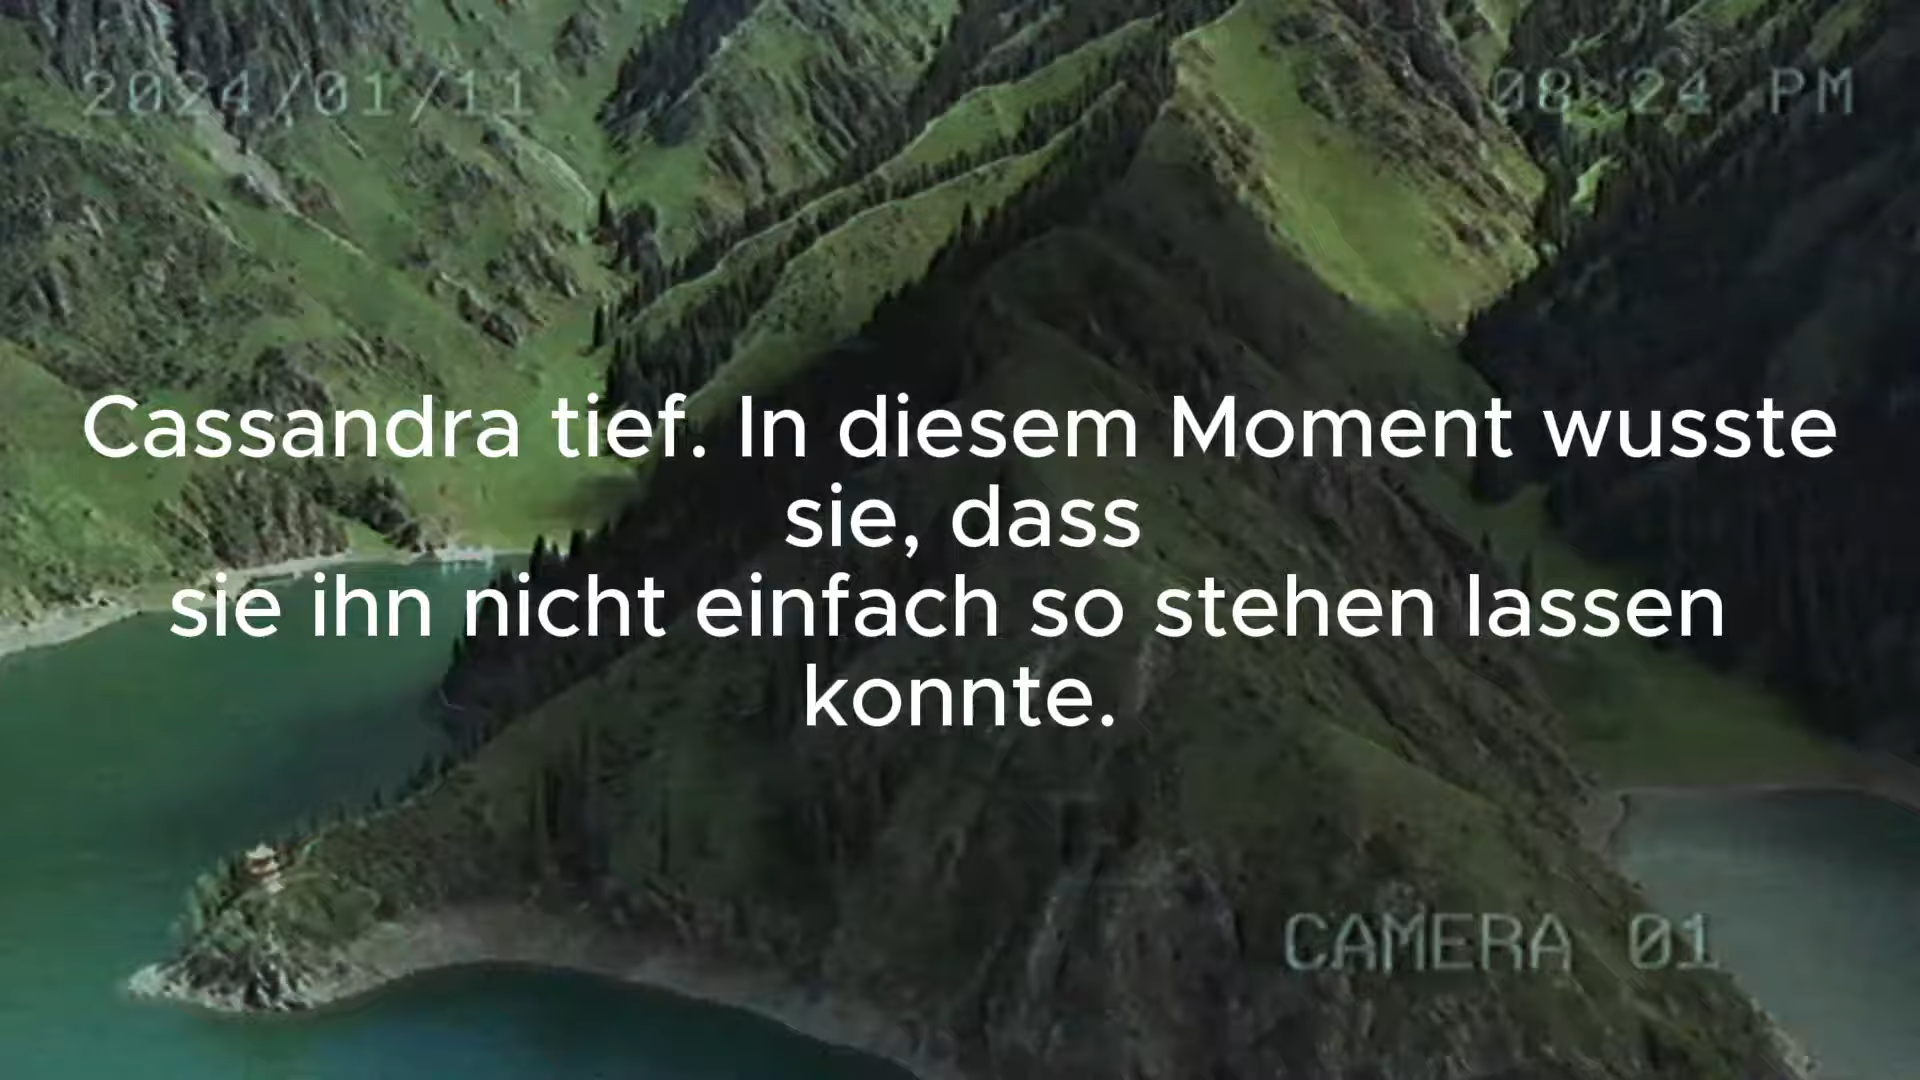 2024/01/11
08:24 PM
Cassandra tief. In diesem Moment wusste
sie, dass
sie ihn nicht einfach so stehen lassen
konnte.
CAMERA 01